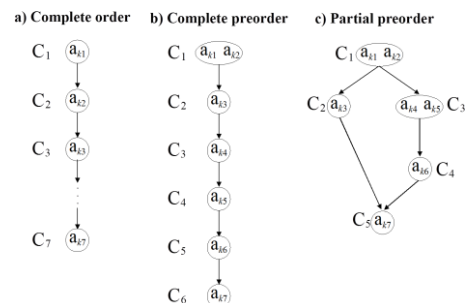 a) Complete order
C1 ak1
C2 ak2
C3 ak3
C7 ak7
b) Complete preorder
C1 ak1 ak2
C2 ak3
C3 ak4
C4 ak5
C5 ak6
C6 ak7
c) Partial preorder
C1 ak1 ak2
C2 ak3 ak4 ak5 C3
ak6 C4
C5 ak7